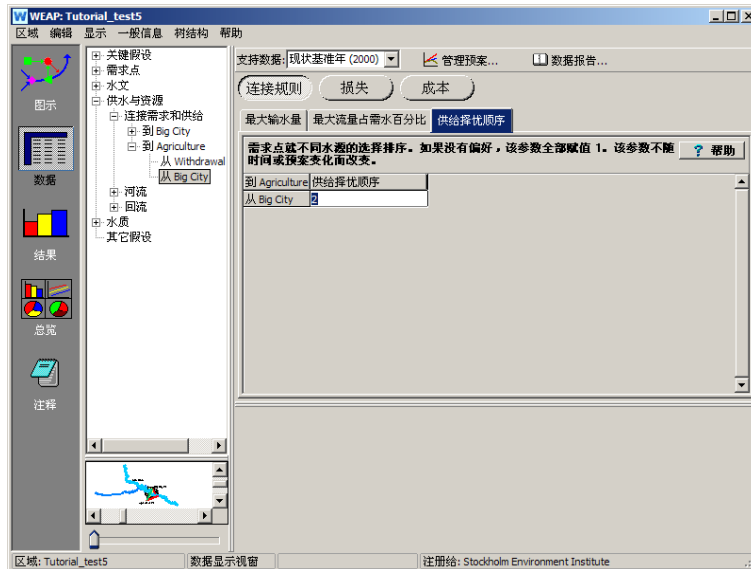 WEAP: Tutorial_test5
区域 编辑 显示 一般信息 树结构 帮助
图示
数据
结果
总览
注释
关键假设
需求点
水文
供水与资源
连接需求和供给
到 Big City
到 Agriculture
从 Withdrawal
从 Big City
河流
回流
水质
其它假设
支持数据: 现状基准年 (2000) 管理预案... 数据报告...
连接规则 损失 成本
最大输水量 最大流量占需水百分比 供给择优顺序
需求点就不同水源的选择排序。如果没有偏好，该参数全部赋值 1。该参数不随
时间或预案变化而改变。
? 帮助
到 Agriculture 供给择优顺序
从 Big City 2
区域: Tutorial_test5 数据显示视窗 注册给: Stockholm Environment Institute